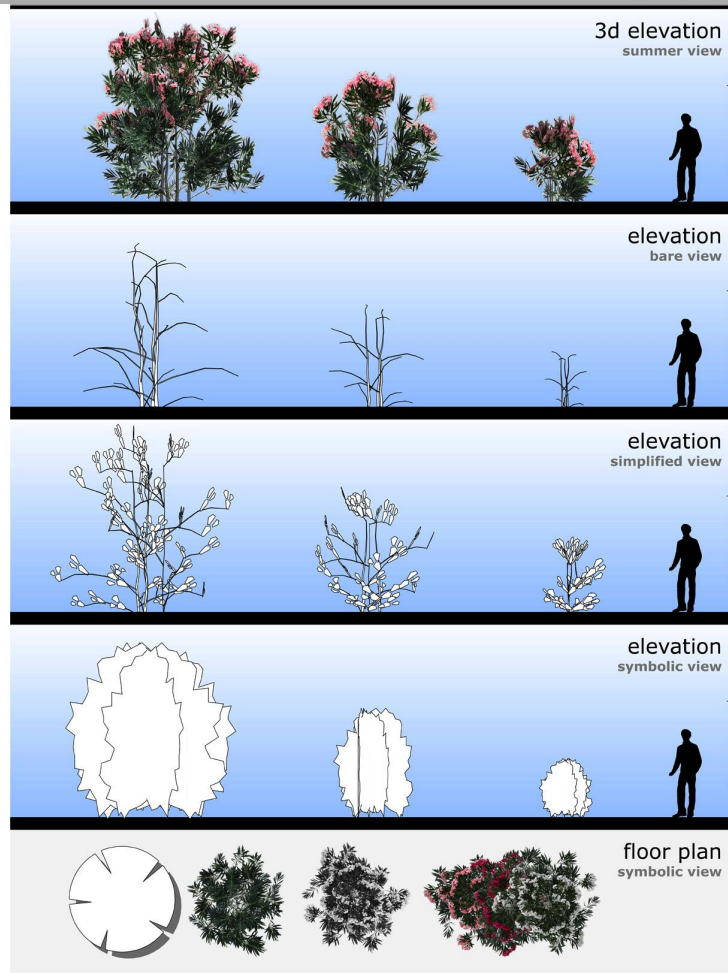 3d elevation
summer view
elevation
bare view
elevation
simplified view
elevation
symbolic view
floor plan
symbolic view